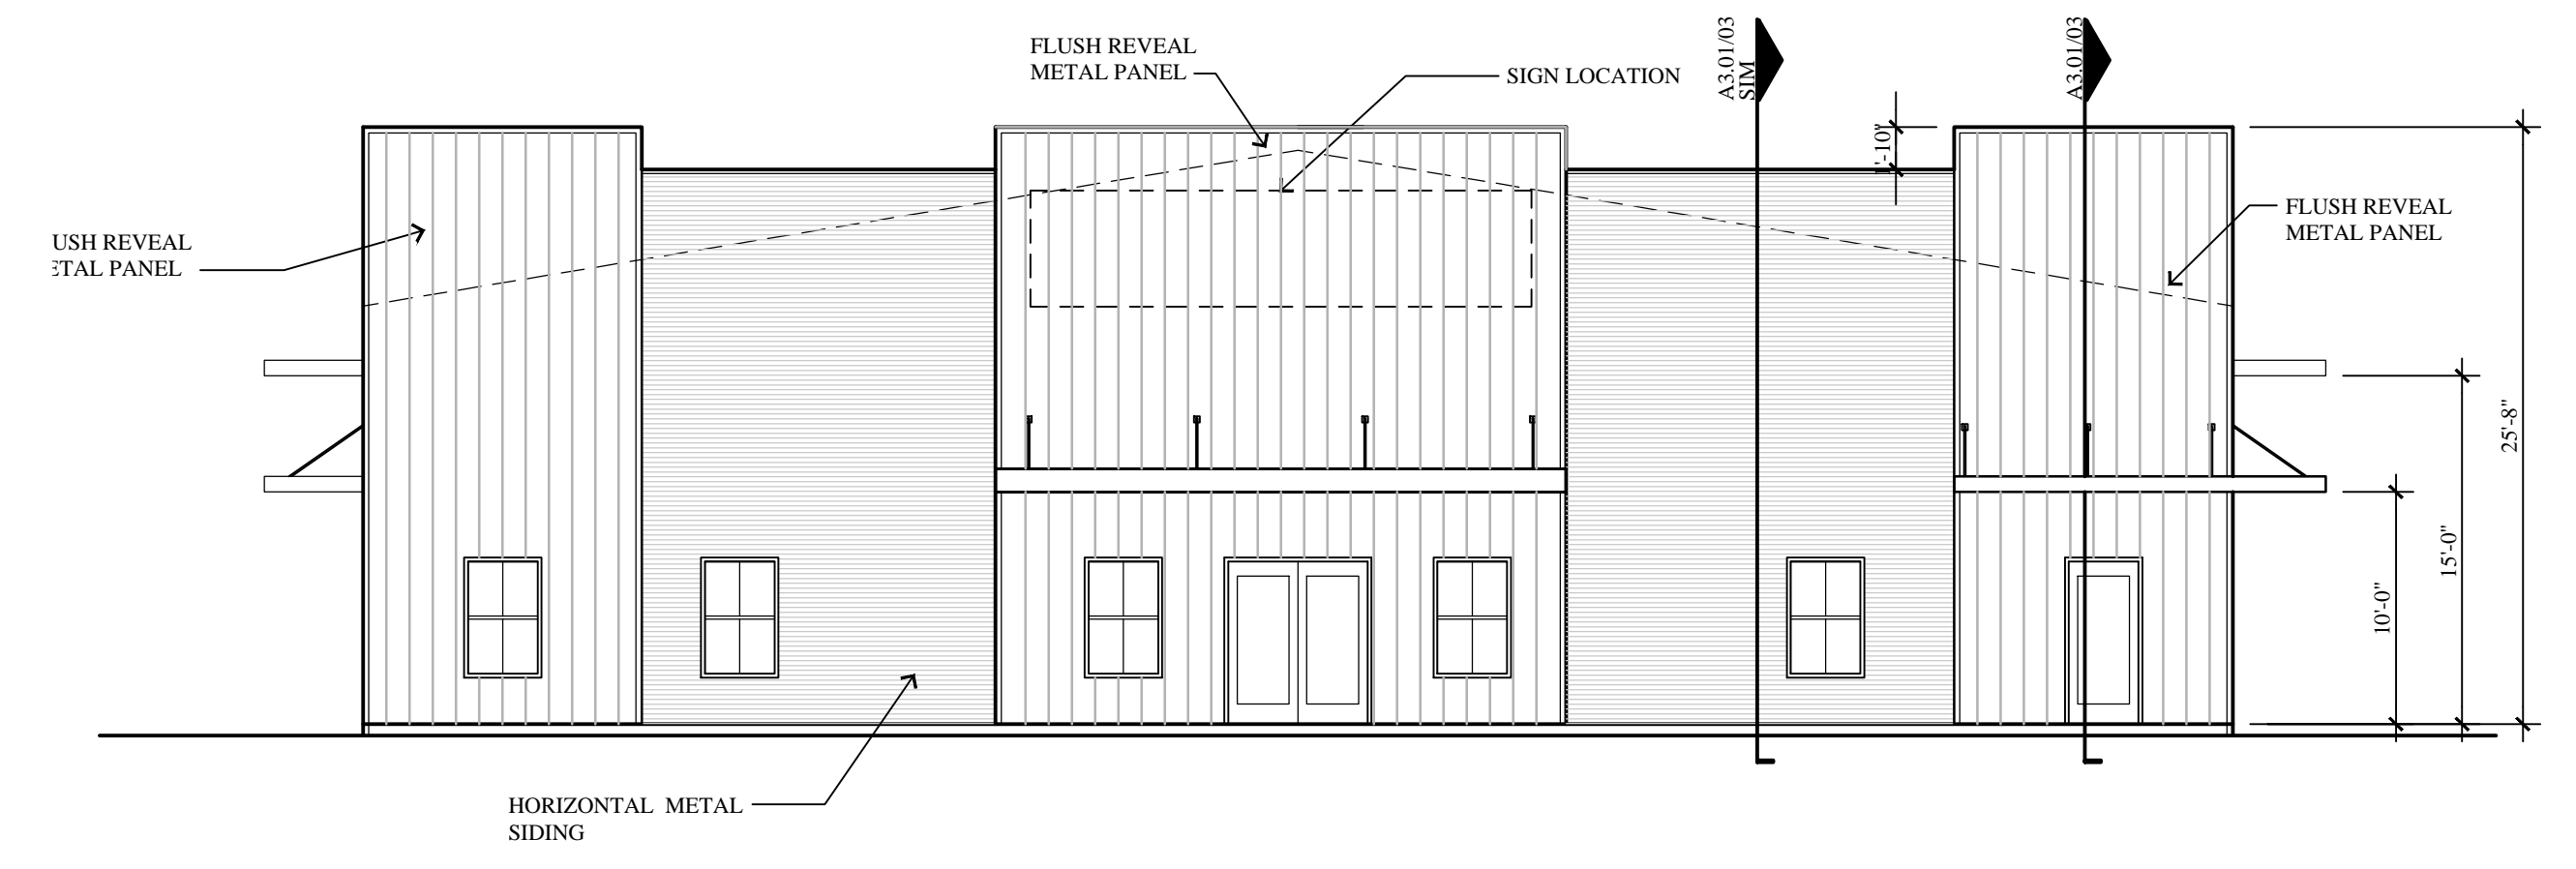 FLUSH REVEAL
METAL PANEL
SIGN LOCATION
A3.01/03
SIM
A3.01/03
1'-10"
USH REVEAL
ETAL PANEL
FLUSH REVEAL
METAL PANEL
25'-8"
15'-0"
10'-0"
HORIZONTAL METAL
SIDING